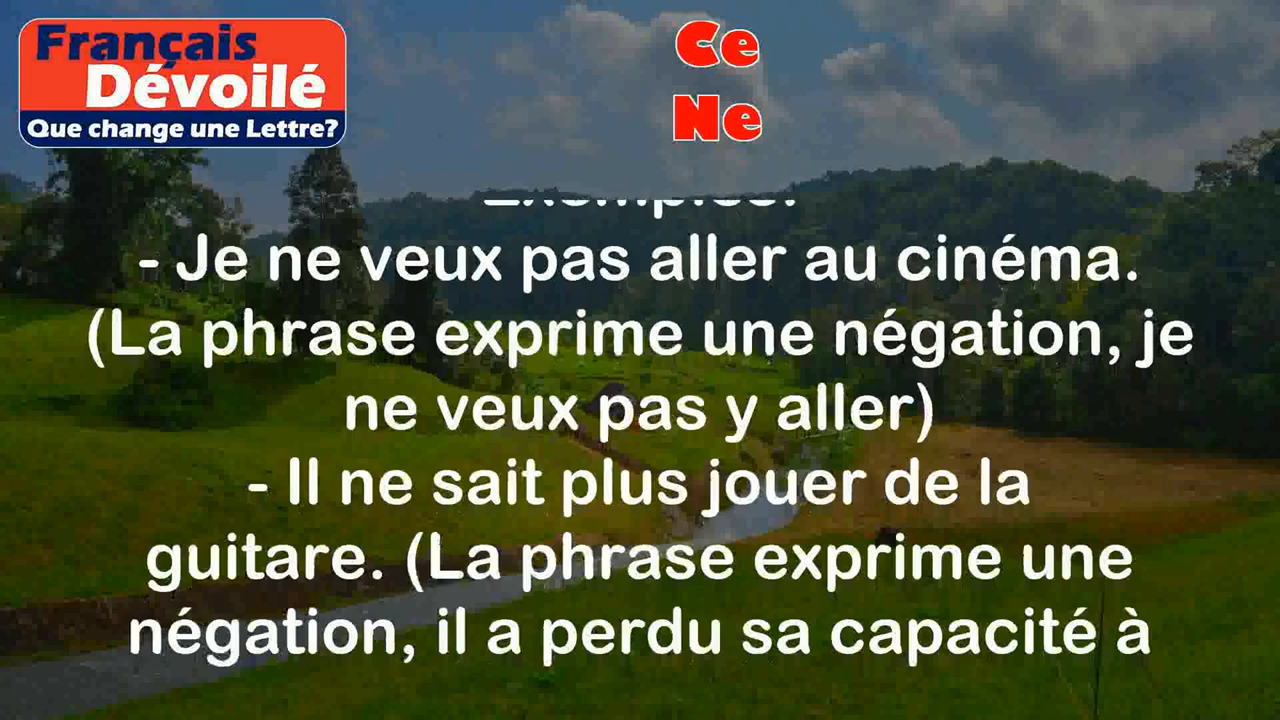 Français
Dévoilé
Que change une Lettre?
Ce
Ne
- Je ne veux pas aller au cinéma.
(La phrase exprime une négation, je
ne veux pas y aller)
- Il ne sait plus jouer de la
guitare. (La phrase exprime une
négation, il a perdu sa capacité à